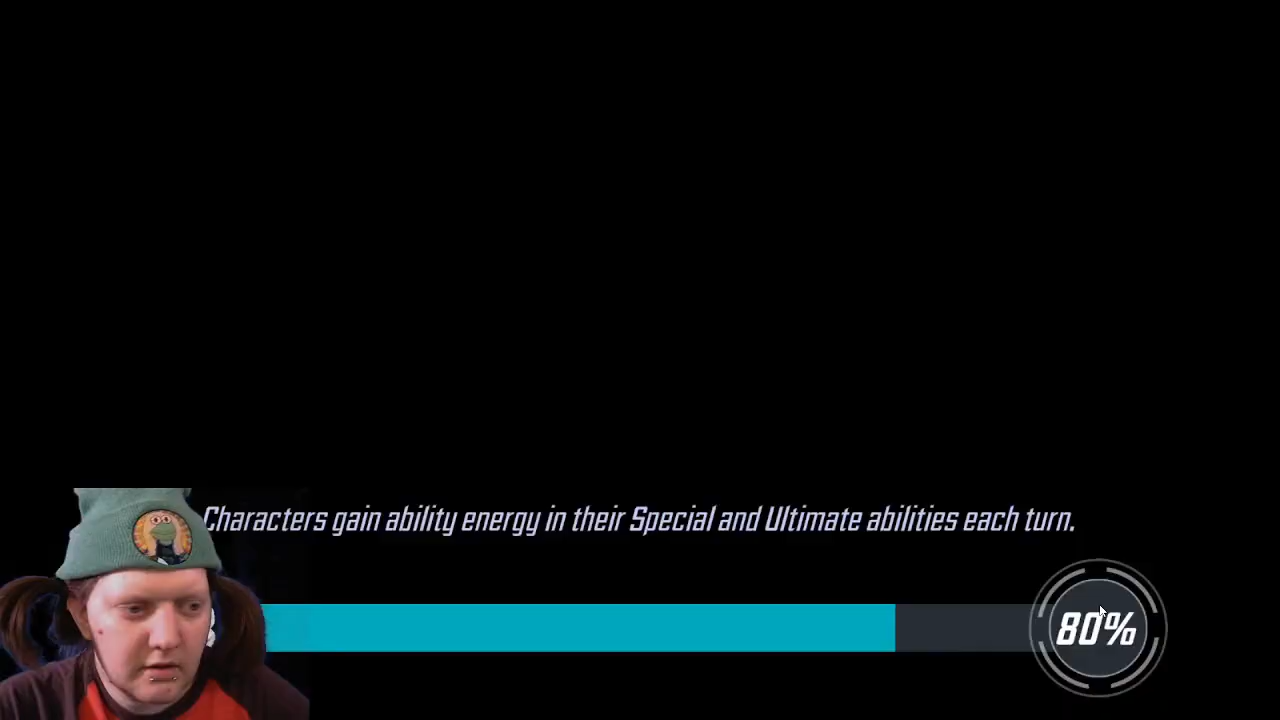 Characters gain ability energy in their Special and Ultimate abilities each turn.
80%